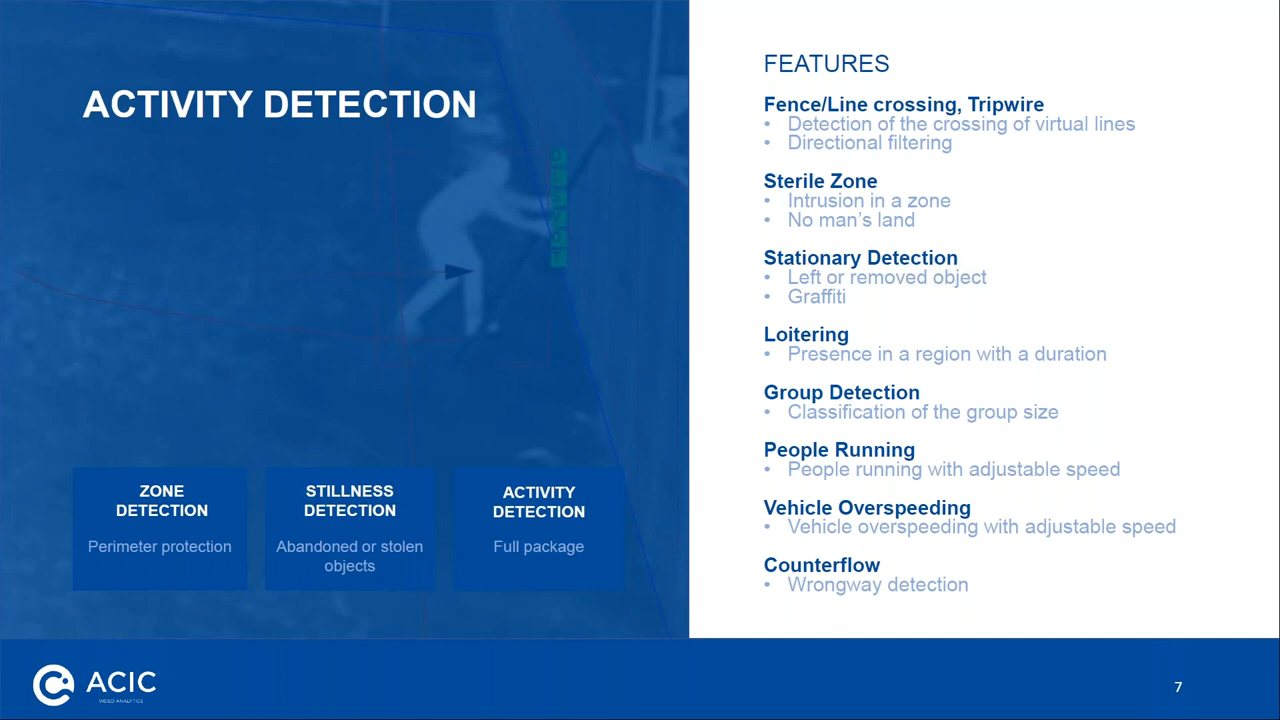 ACTIVITY DETECTION
ZONE
DETECTION
Perimeter protection
STILLNESS
DETECTION
Abandoned or stolen
objects
ACTIVITY
DETECTION
Full package
FEATURES
Fence/Line crossing, Tripwire
• Detection of the crossing of virtual lines
• Directional filtering
Sterile Zone
• Intrusion in a zone
• No man's land
Stationary Detection
• Left or removed object
• Graffiti
Loitering
• Presence in a region with a duration
Group Detection
• Classification of the group size
People Running
• People running with adjustable speed
Vehicle Overspeeding
• Vehicle overspeeding with adjustable speed
Counterflow
• Wrongway detection
ACIC
VIDEO ANALYTICS
7